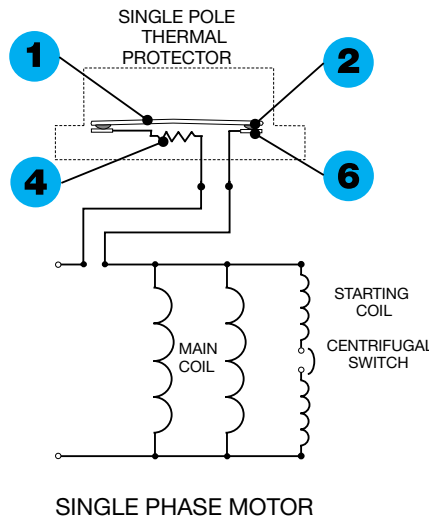 SINGLE POLE
THERMAL
PROTECTOR
1
2
4
6
STARTING
COIL
MAIN
COIL
CENTRIFUGAL
SWITCH
SINGLE PHASE MOTOR